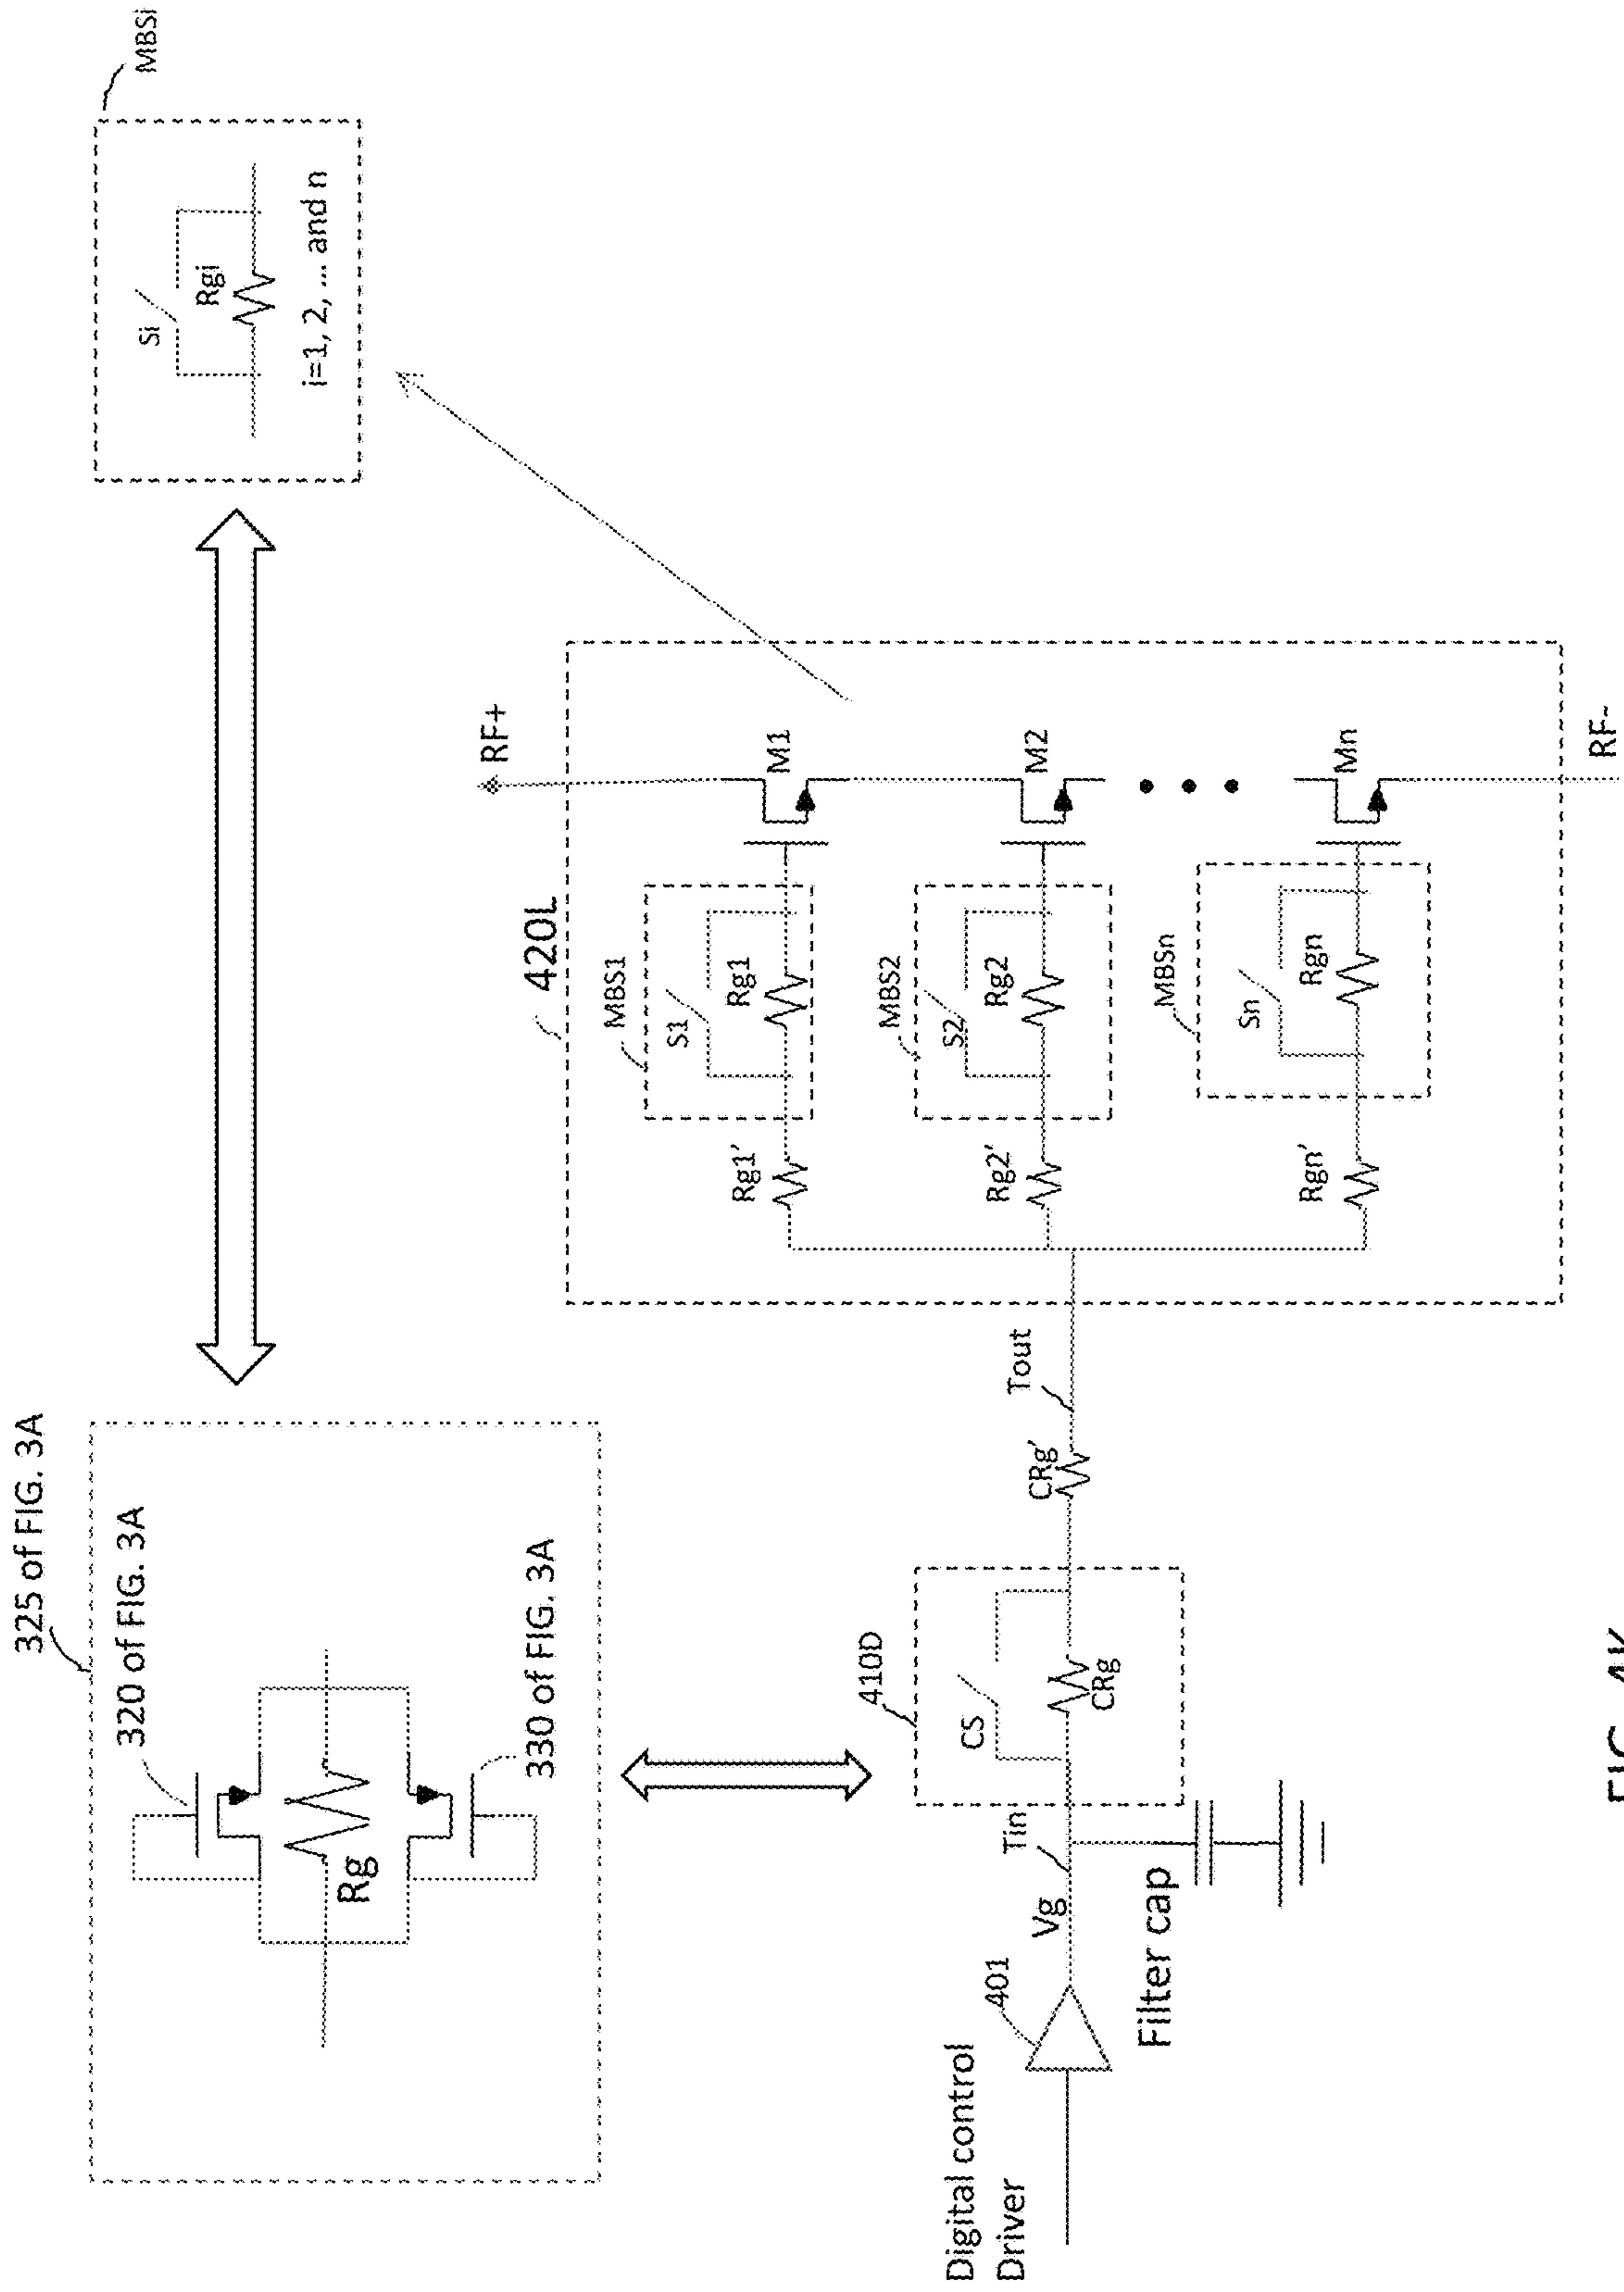 325 of FIG. 3A
320 of FIG. 3A
Rg
330 of FIG. 3A
MBSi
Si
Rgi
i=1, 2, ... and n
420L
RF+
MBS1
S1
Rg1
Rg1'
M1
MBS2
S2
Rg2
Rg2'
M2
MBSn
Sn
Rgn
Rgn'
Mn
RF-
Digital control
Driver
401
Vg
Tin
Filter cap
410D
CS
CRg
CRg'
Tout